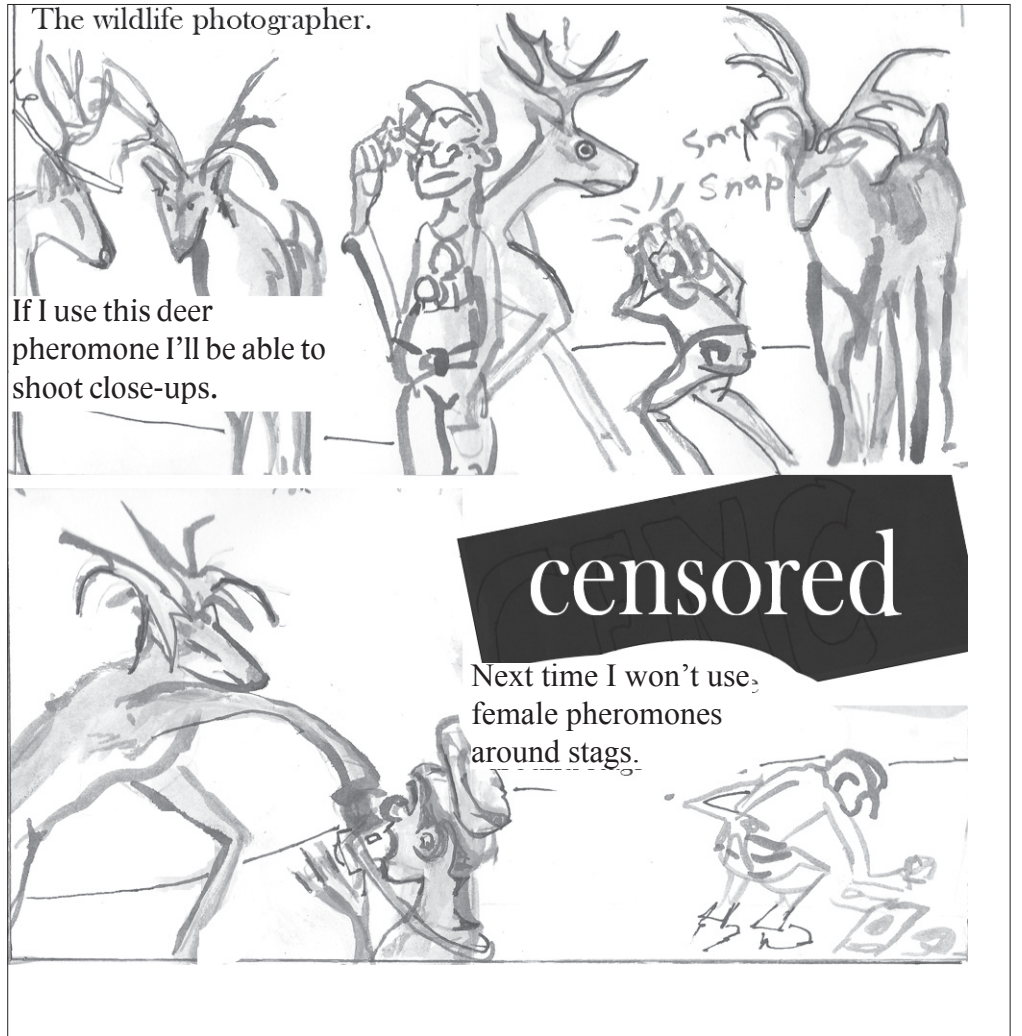 The wildlife photographer.
If I use this deer
pheromone I'll be able to
shoot close-ups.
Snap
Snap
censored
Next time I won't use
female pheromones
around stags.